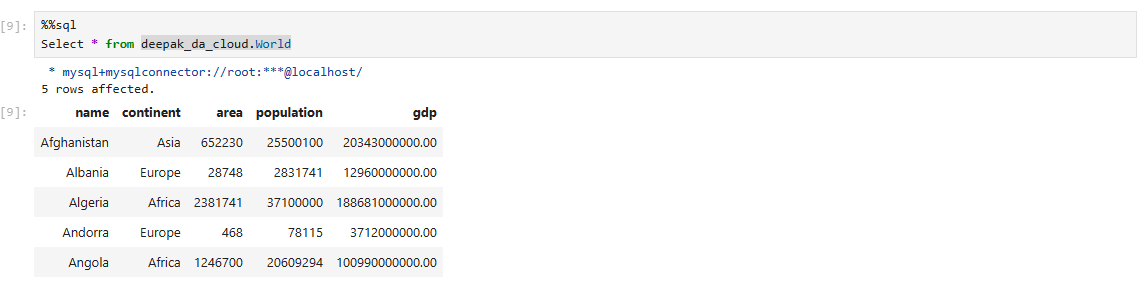 [9]: %%sql
Select * from deepak_da_cloud.World
* mysql+mysqlconnector://root:***@localhost/
5 rows affected.
[9]: name continent area population gdp
Afghanistan Asia 652230 25500100 20343000000.00
Albania Europe 28748 2831741 12960000000.00
Algeria Africa 2381741 37100000 188681000000.00
Andorra Europe 468 78115 3712000000.00
Angola Africa 1246700 20609294 100990000000.00